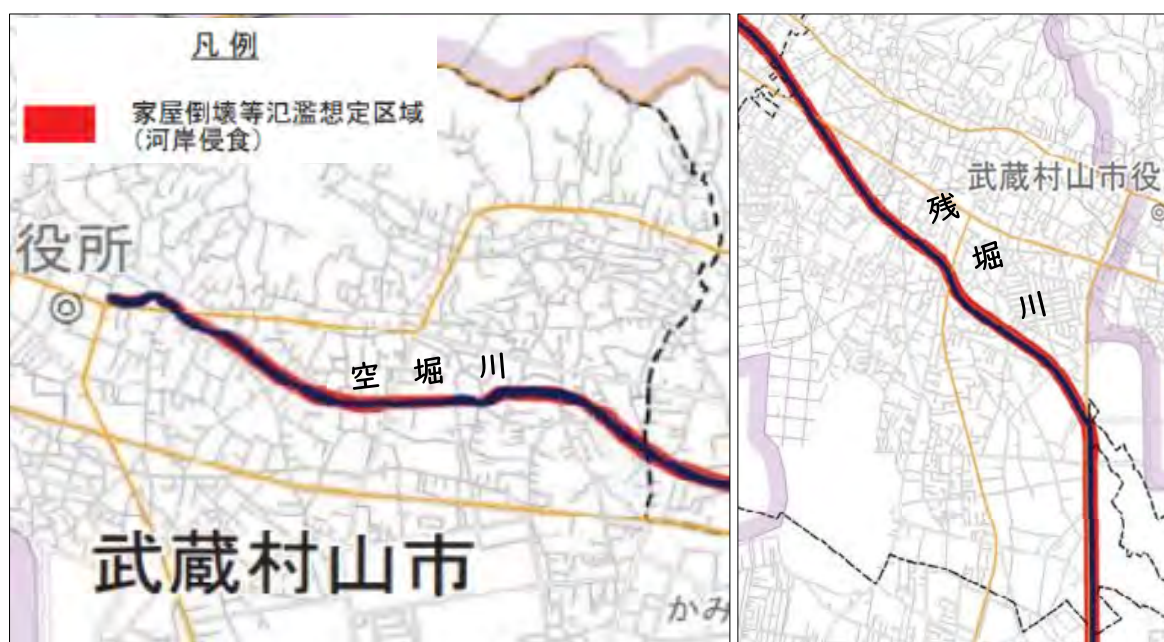 凡例
家屋倒壊等氾濫想定区域
(河岸侵食)
役所
空堀川
武蔵村山市
かみ
武蔵村山市役
残堀川